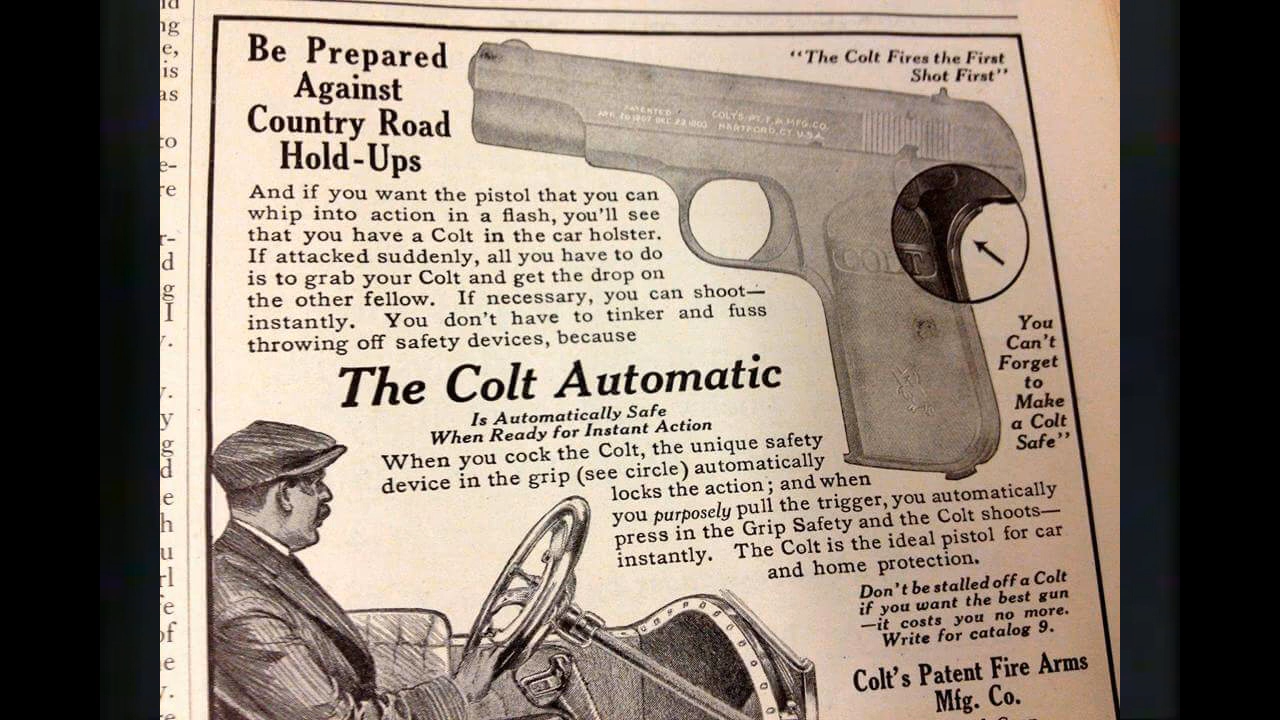 Be Prepared
Against
Country Road
Hold-Ups
"The Colt Fires the First
Shot First"
PATENTED
COLT'S PT. F. A. MFG. CO.
HARTFORD, CT. U.S.A.
And if you want the pistol that you can
whip into action in a flash, you'll see
that you have a Colt in the car holster.
If attacked suddenly, all you have to do
is to grab your Colt and get the drop on
the other fellow. If necessary, you can shoot—
instantly. You don't have to tinker and fuss
throwing off safety devices, because
COLT
You
Can't
Forget
to
Make
a Colt
Safe"
The Colt Automatic
Is Automatically Safe
When Ready for Instant Action
When you cock the Colt, the unique safety
device in the grip (see circle) automatically
locks the action; and when
you purposely pull the trigger, you automatically
press in the Grip Safety and the Colt shoots—
instantly. The Colt is the ideal pistol for car
and home protection.
Don't be stalled off a Colt
if you want the best gun
—it costs you no more.
Write for catalog 9.
Colt's Patent Fire Arms
Mfg. Co.